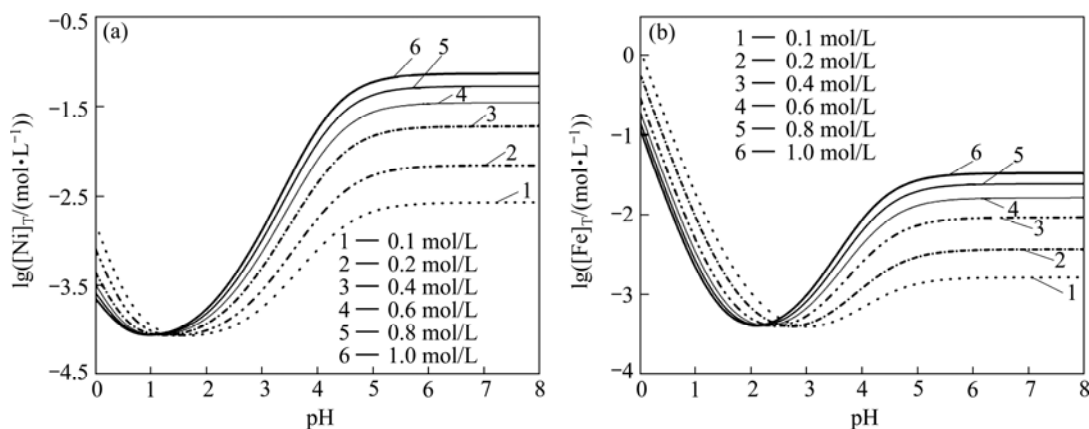 (a)
lg([Ni]T/(mol•L⁻¹))
−0.5
−1.5
−2.5
−3.5
−4.5
0 1 2 3 4 5 6 7 8
pH
6
5
4
3
2
1
1 — 0.1 mol/L
2 — 0.2 mol/L
3 — 0.4 mol/L
4 — 0.6 mol/L
5 — 0.8 mol/L
6 — 1.0 mol/L
(b)
lg([Fe]T/(mol•L⁻¹))
0
−1
−2
−3
−4
0 1 2 3 4 5 6 7 8
pH
1 — 0.1 mol/L
2 — 0.2 mol/L
3 — 0.4 mol/L
4 — 0.6 mol/L
5 — 0.8 mol/L
6 — 1.0 mol/L
6
5
4
3
2
1